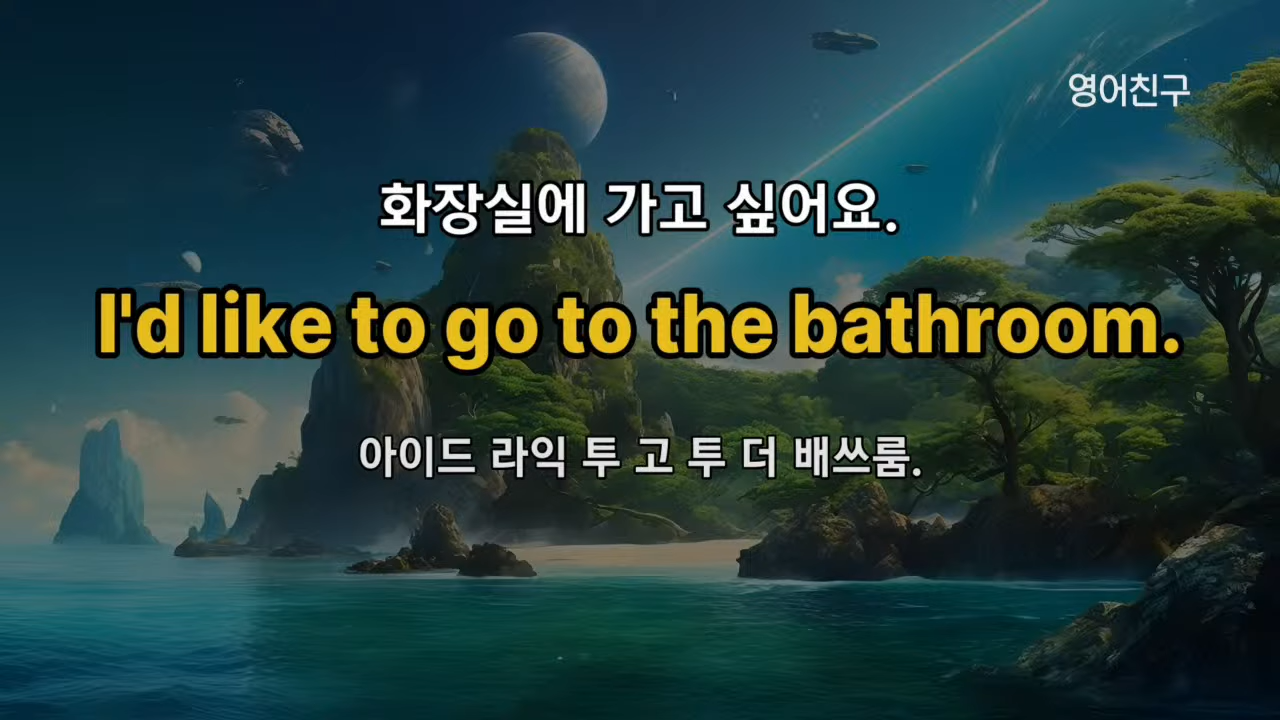 영어친구
화장실에 가고 싶어요.
I'd like to go to the bathroom.
아이드 라익 투 고 투 더 배쓰룸.